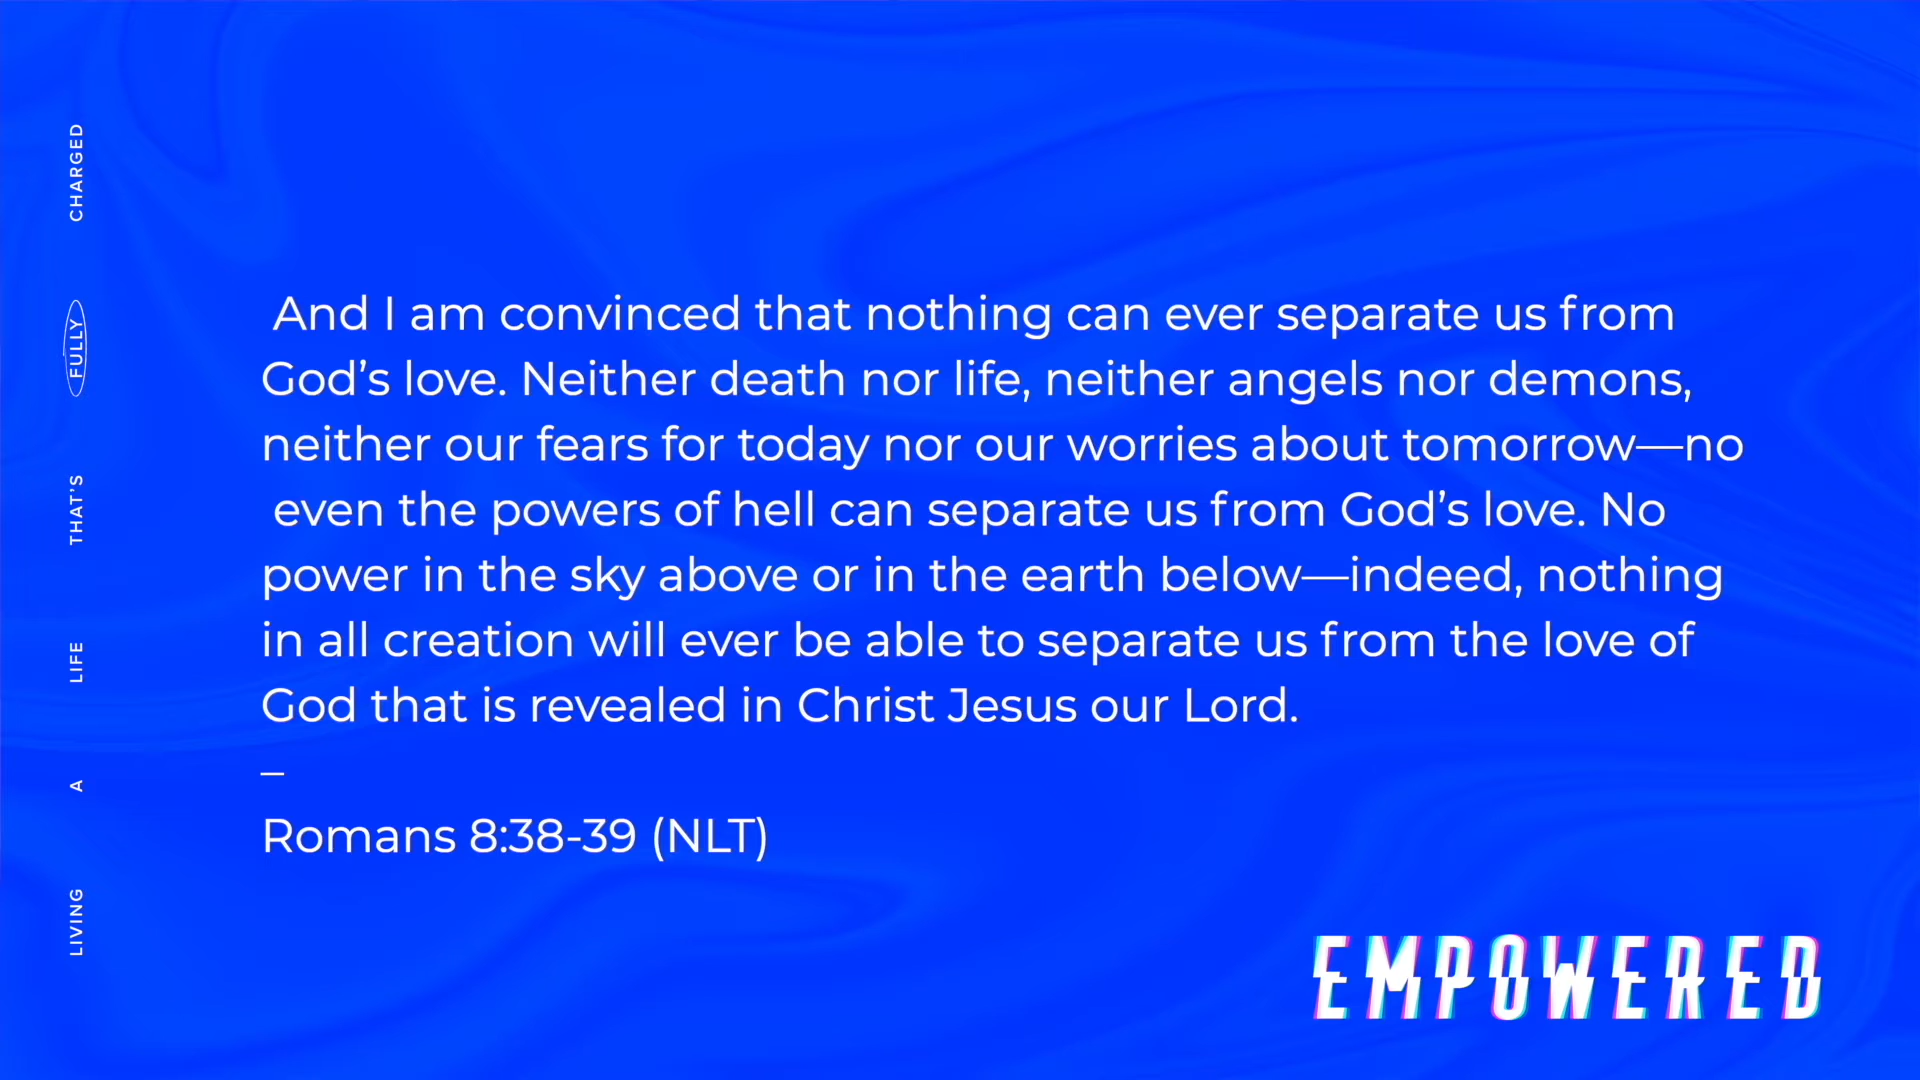 And I am convinced that nothing can ever separate us from
God’s love. Neither death nor life, neither angels nor demons,
neither our fears for today nor our worries about tomorrow—no
even the powers of hell can separate us from God’s love. No
power in the sky above or in the earth below—indeed, nothing
in all creation will ever be able to separate us from the love of
God that is revealed in Christ Jesus our Lord.
–
Romans 8:38-39 (NLT)
LIVING A LIFE THAT’S FULLY CHARGED
EMPOWERED